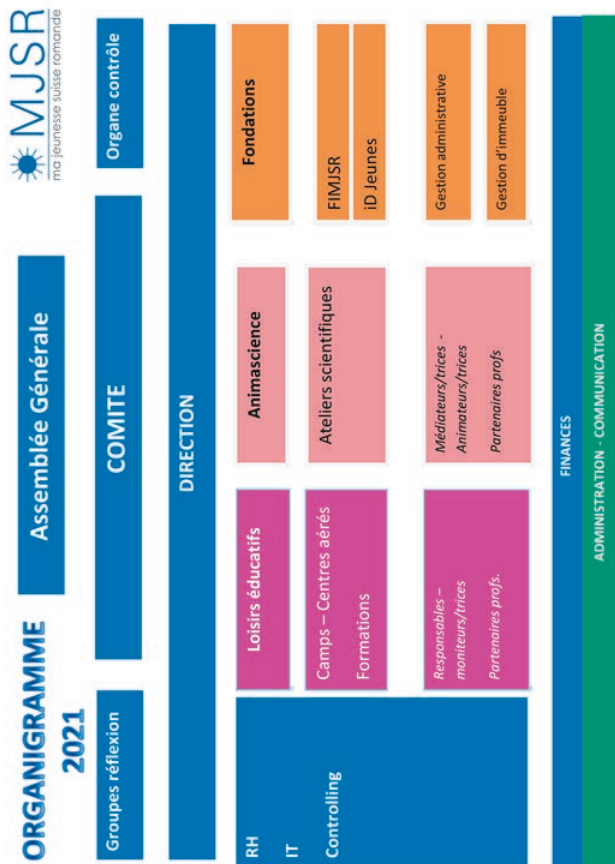 ORGANIGRAMME
2021
Assemblée Générale
MJSR
ma jeunesse suisse romande
Groupes réflexion
COMITE
Organe contrôle
DIRECTION
RH
IT
Controlling
Loisirs éducatifs
Camps – Centres aérés
Formations
Responsables –
moniteurs/trices
Partenaires profs.
Animascience
Ateliers scientifiques
Médiateurs/trices -
Animateurs/trices
Partenaires profs
Fondations
FIMJSR
iD Jeunes
Gestion administrative
Gestion d'immeuble
FINANCES
ADMINISTRATION - COMMUNICATION